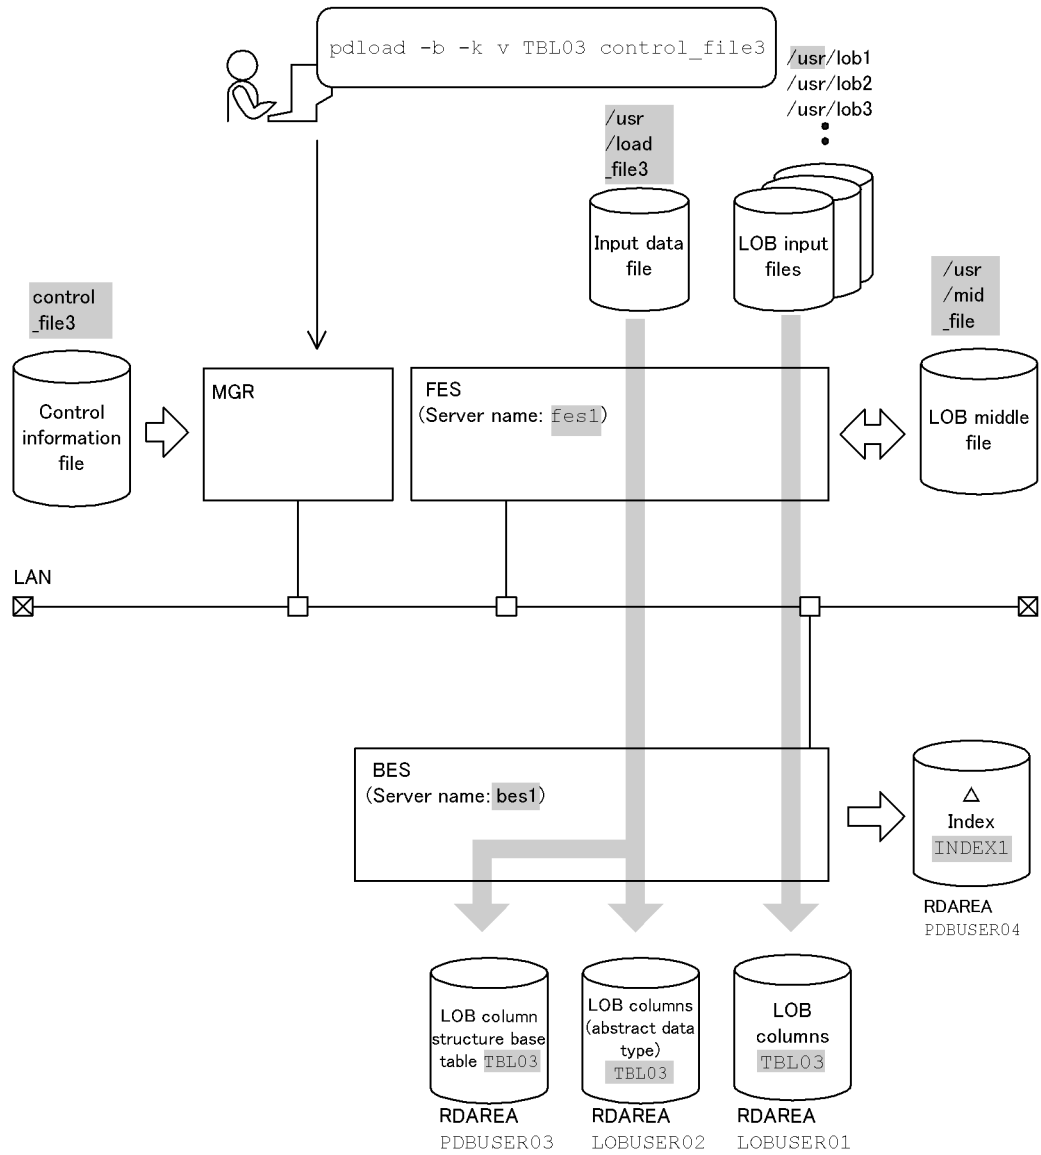 pdload -b -k v TBL03 control_file3
/usr/lob1
/usr/lob2
/usr/lob3
/usr
/load
_file3
Input data
file
LOB input
files
/usr
/mid
_file
control
_file3
Control
information
file
MGR
FES
(Server name: fes1)
LOB middle
file
LAN
BES
(Server name: bes1)
Index
INDEX1
RDAREA
PDBUSER04
LOB column
structure base
table TBL03
LOB columns
(abstract data
type)
TBL03
LOB
columns
TBL03
RDAREA
PDBUSER03
RDAREA
LOBUSER02
RDAREA
LOBUSER01